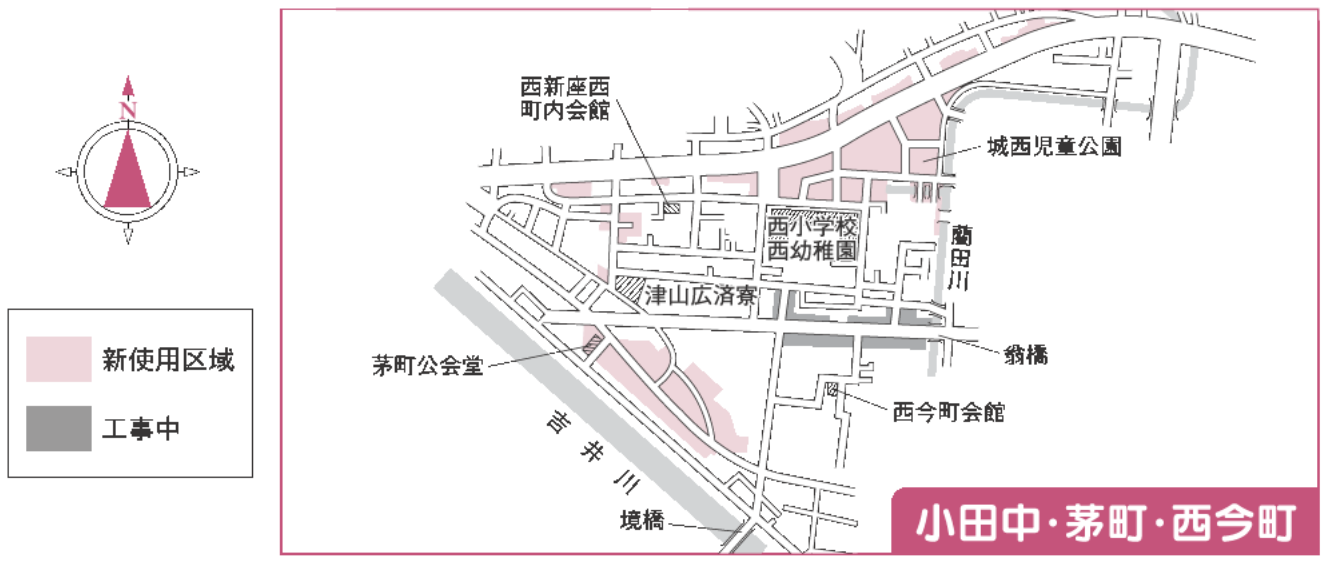 N
新使用区域
工事中
西新座西
町内会館
城西児童公園
西小学校
西幼稚園
藺田川
津山広済寮
茅町公会堂
翁橋
西今町会館
吉井川
境橋
小田中・茅町・西今町